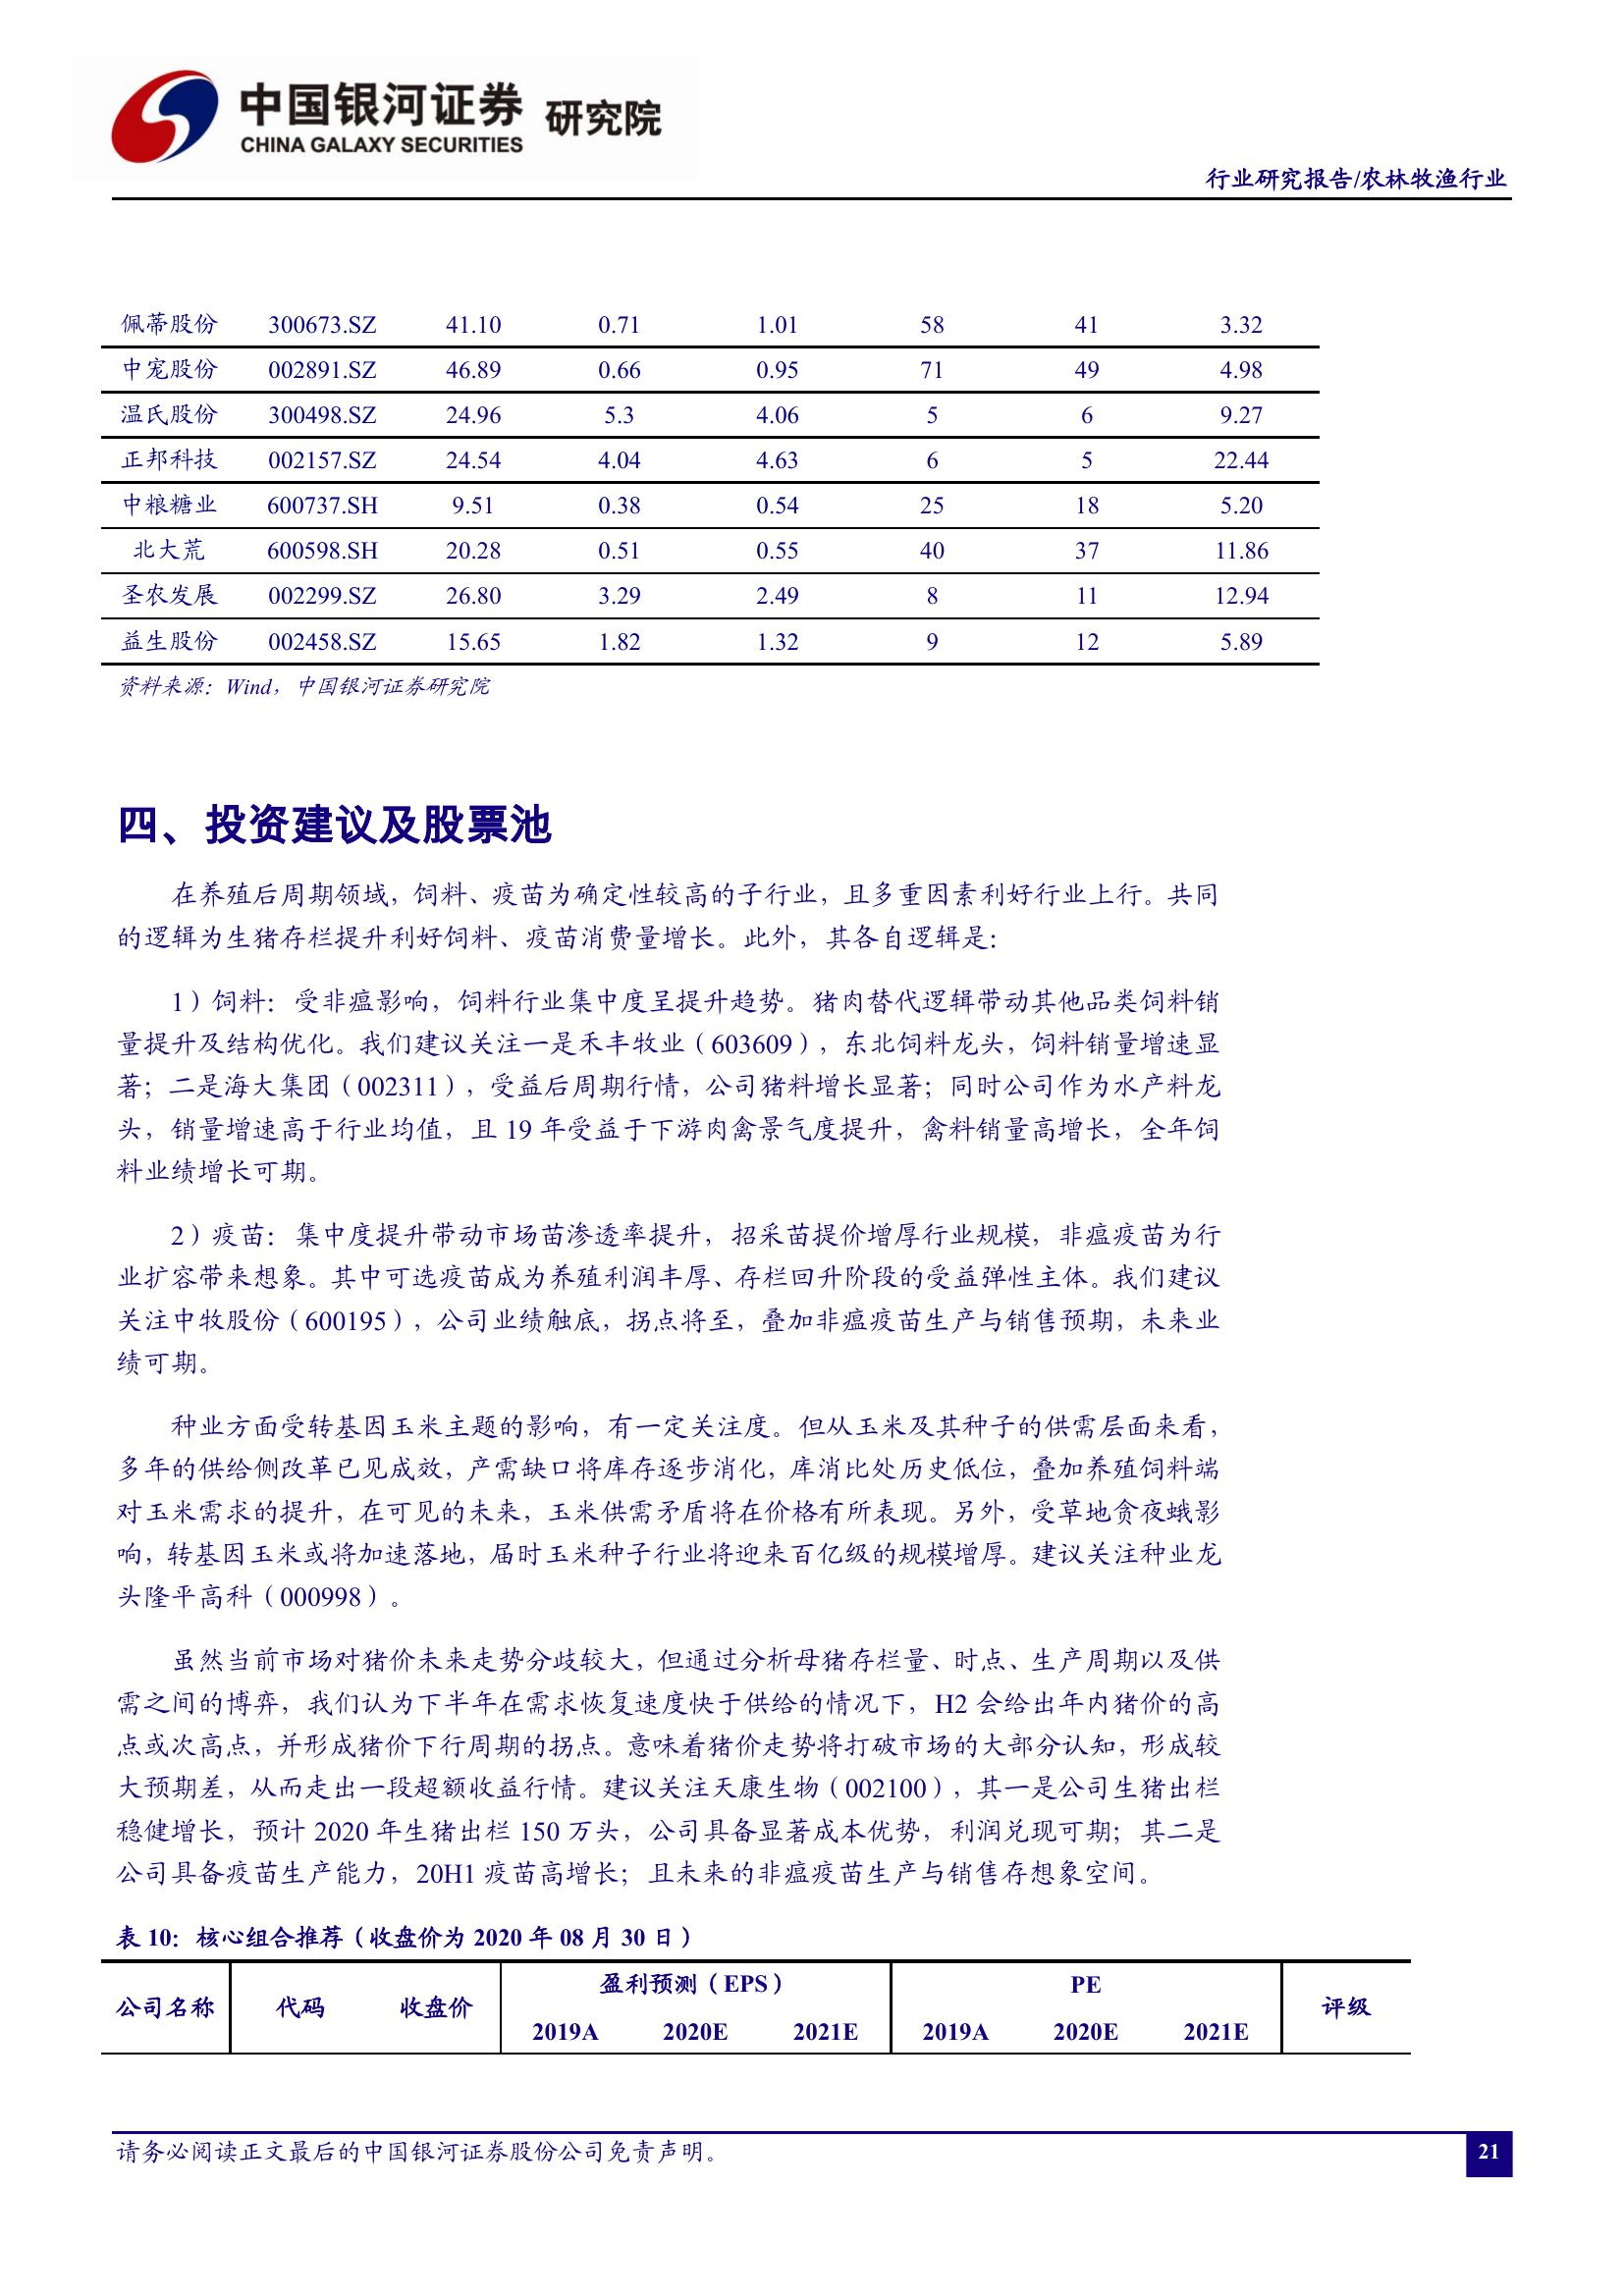 中国银河证券 研究院
CHINA GALAXY SECURITIES
行业研究报告/农林牧渔行业
佩蒂股份 300673.SZ 41.10 0.71 1.01 58 41 3.32
中宠股份 002891.SZ 46.89 0.66 0.95 71 49 4.98
温氏股份 300498.SZ 24.96 5.3 4.06 5 6 9.27
正邦科技 002157.SZ 24.54 4.04 4.63 6 5 22.44
中粮糖业 600737.SH 9.51 0.38 0.54 25 18 5.20
北大荒 600598.SH 20.28 0.51 0.55 40 37 11.86
圣农发展 002299.SZ 26.80 3.29 2.49 8 11 12.94
益生股份 002458.SZ 15.65 1.82 1.32 9 12 5.89
资料来源：Wind，中国银河证券研究院
四、投资建议及股票池
在养殖后周期领域，饲料、疫苗为确定性较高的子行业，且多重因素利好行业上行。共同
的逻辑为生猪存栏提升利好饲料、疫苗消费量增长。此外，其各自逻辑是：
1）饲料：受非瘟影响，饲料行业集中度呈提升趋势。猪肉替代逻辑带动其他品类饲料销
量提升及结构优化。我们建议关注一是禾丰牧业（603609），东北饲料龙头，饲料销量增速显
著；二是海大集团（002311），受益后周期行情，公司猪料增长显著；同时公司作为水产料龙
头，销量增速高于行业均值，且 19 年受益于下游肉禽景气度提升，禽料销量高增长，全年饲
料业绩增长可期。
2）疫苗：集中度提升带动市场苗渗透率提升，招采苗提价增厚行业规模，非瘟疫苗为行
业扩容带来想象。其中可选疫苗成为养殖利润丰厚、存栏回升阶段的受益弹性主体。我们建议
关注中牧股份（600195），公司业绩触底，拐点将至，叠加非瘟疫苗生产与销售预期，未来业
绩可期。
种业方面受转基因玉米主题的影响，有一定关注度。但从玉米及其种子的供需层面来看，
多年的供给侧改革已见成效，产需缺口将库存逐步消化，库消比处历史低位，叠加养殖饲料端
对玉米需求的提升，在可见的未来，玉米供需矛盾将在价格有所表现。另外，受草地贪夜蛾影
响，转基因玉米或将加速落地，届时玉米种子行业将迎来百亿级的规模增厚。建议关注种业龙
头隆平高科（000998）。
虽然当前市场对猪价未来走势分歧较大，但通过分析母猪存栏量、时点、生产周期以及供
需之间的博弈，我们认为下半年在需求恢复速度快于供给的情况下，H2 会给出年内猪价的高
点或次高点，并形成猪价下行周期的拐点。意味着猪价走势将打破市场的大部分认知，形成较
大预期差，从而走出一段超额收益行情。建议关注天康生物（002100），其一是公司生猪出栏
稳健增长，预计 2020 年生猪出栏 150 万头，公司具备显著成本优势，利润兑现可期；其二是
公司具备疫苗生产能力，20H1 疫苗高增长；且未来的非瘟疫苗生产与销售存想象空间。
表 10：核心组合推荐（收盘价为 2020 年 08 月 30 日）
公司名称 代码 收盘价 盈利预测（EPS） PE 评级
2019A 2020E 2021E 2019A 2020E 2021E
请务必阅读正文最后的中国银河证券股份公司免责声明。
21